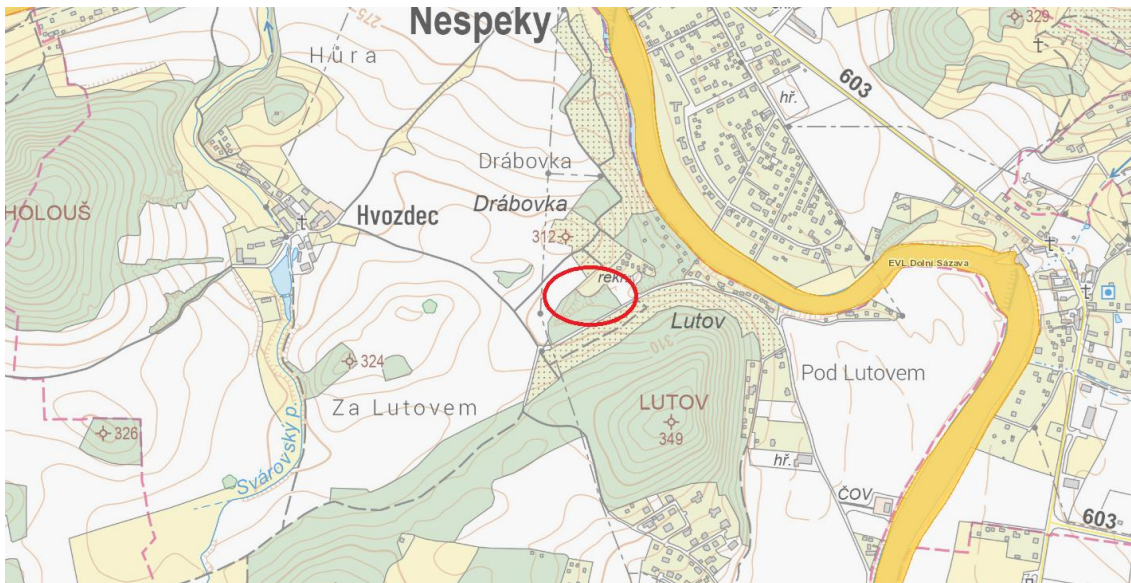 Nespeky
275
329
Húra
hř.
603
Drábovka
Drábovka
HOLOUŠ
Hvozdec
312
rekr.
EVL Dolní Sázava
Lutov
310
324
Za Lutovem
Pod Lutovem
LUTOV
349
326
Svárovský p.
hř.
ČOV
603